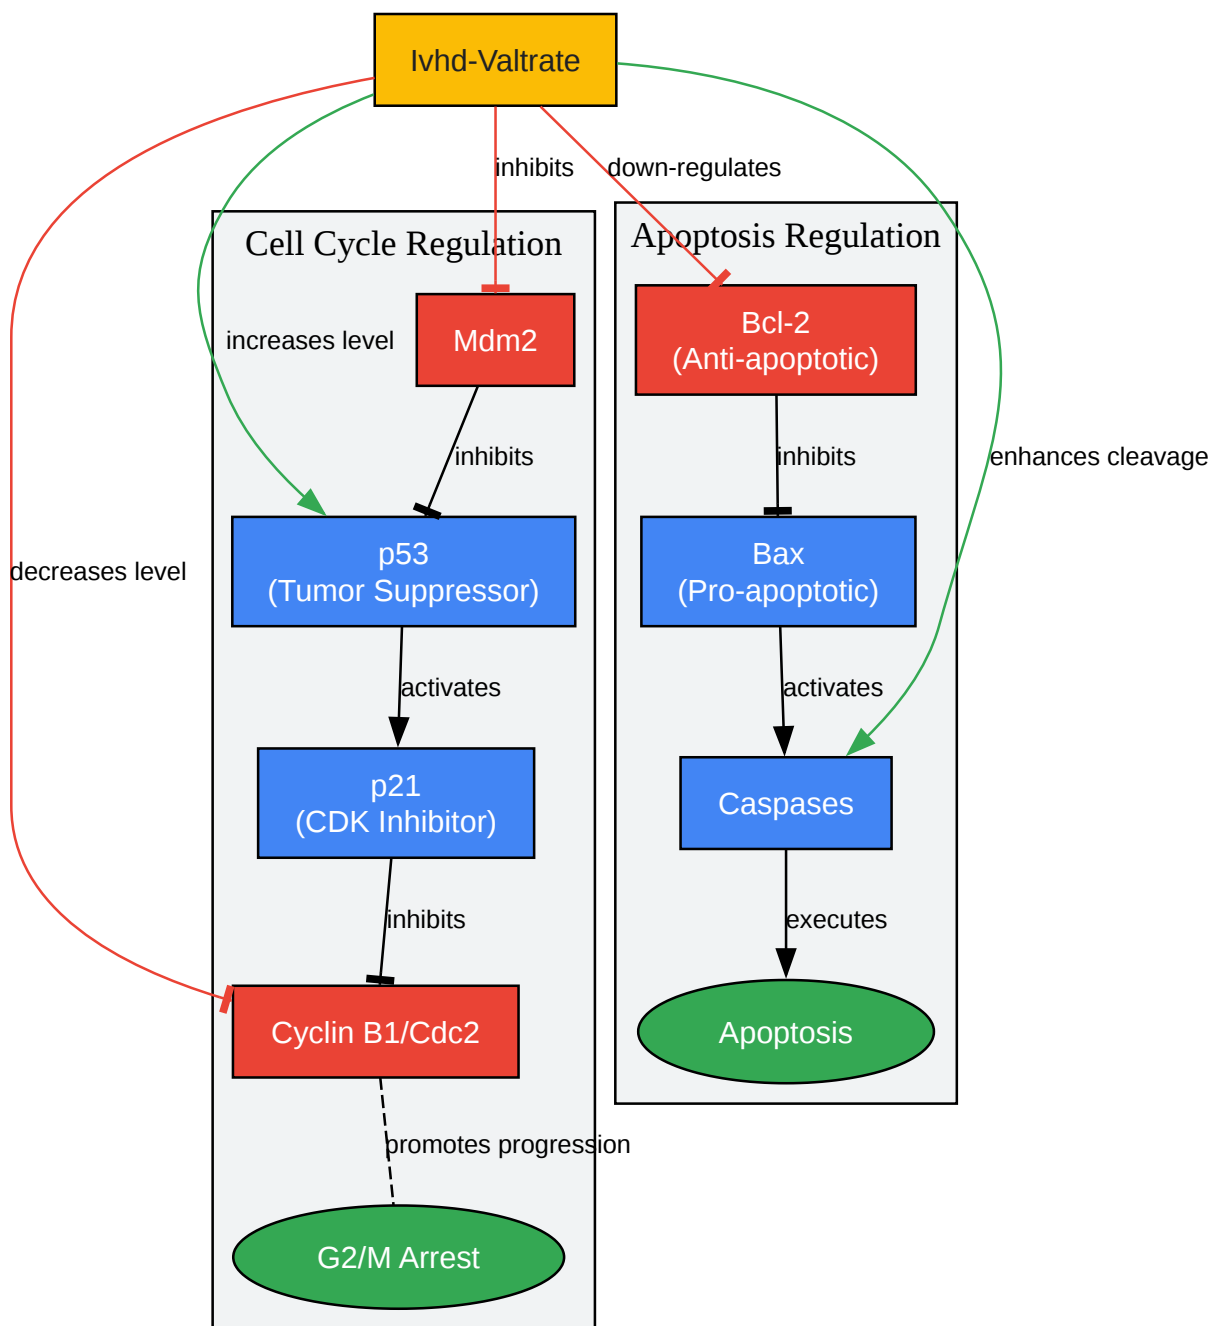 Ivhd-Valtrate
inhibits
down-regulates
Cell Cycle Regulation
Apoptosis Regulation
Mdm2
Bcl-2
(Anti-apoptotic)
increases level
inhibits
inhibits
enhances cleavage
p53
(Tumor Suppressor)
Bax
(Pro-apoptotic)
decreases level
activates
activates
p21
(CDK Inhibitor)
Caspases
inhibits
executes
Cyclin B1/Cdc2
Apoptosis
promotes progression
G2/M Arrest